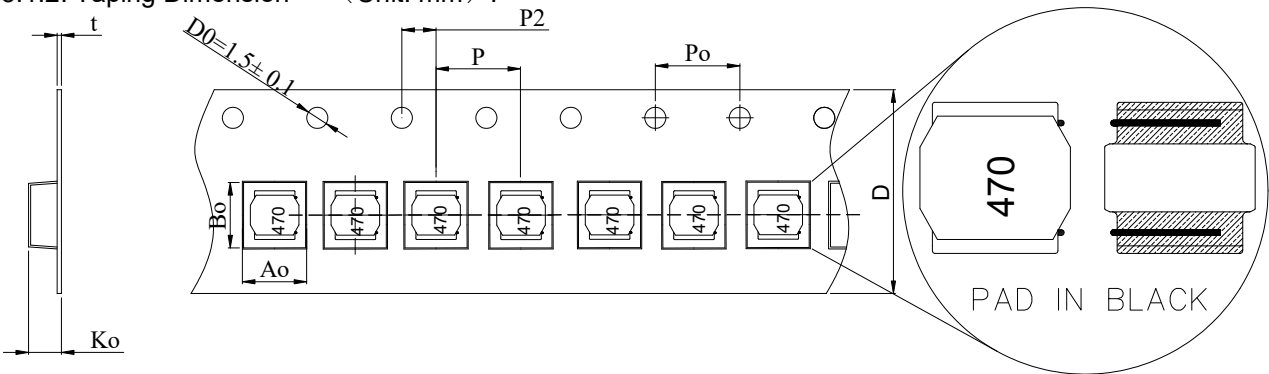 Taping Dimension (Unit: mm) :
t
D0=1.5± 0.1
P2
P
Po
D
Bo
470
470
470
470
470
470
470
Ao
Ko
470
PAD IN BLACK